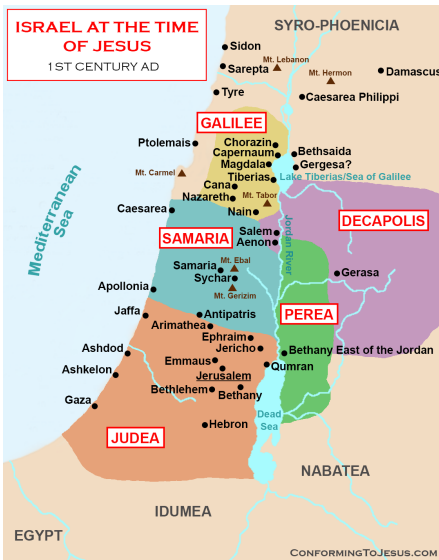 ISRAEL AT THE TIME
OF JESUS
1ST CENTURY AD
SYRO-PHOENICIA
Sidon
Mt. Lebanon
Sarepta
Mt. Hermon
Damascus
Tyre
Caesarea Philippi
GALILEE
Ptolemais
Chorazin
Capernaum
Bethsaida
Magdala
Gergesa?
Mt. Carmel
Tiberias
Lake Tiberias/Sea of Galilee
Cana
Mt. Tabor
Nazareth
Nain
Caesarea
Mediterranean
Sea
DECAPOLIS
Jordan River
Salem
SAMARIA
Aenon
Mt. Ebal
Samaria
Sychar
Gerasa
Apollonia
Mt. Gerizim
Jaffa
Antipatris
PEREA
Arimathea
Ephraim
Jericho
Ashdod
Bethany East of the Jordan
Emmaus
Qumran
Ashkelon
Jerusalem
Bethlehem
Bethany
Gaza
Dead
Sea
Hebron
JUDEA
NABATEA
IDUMEA
EGYPT
ConformingToJesus.com